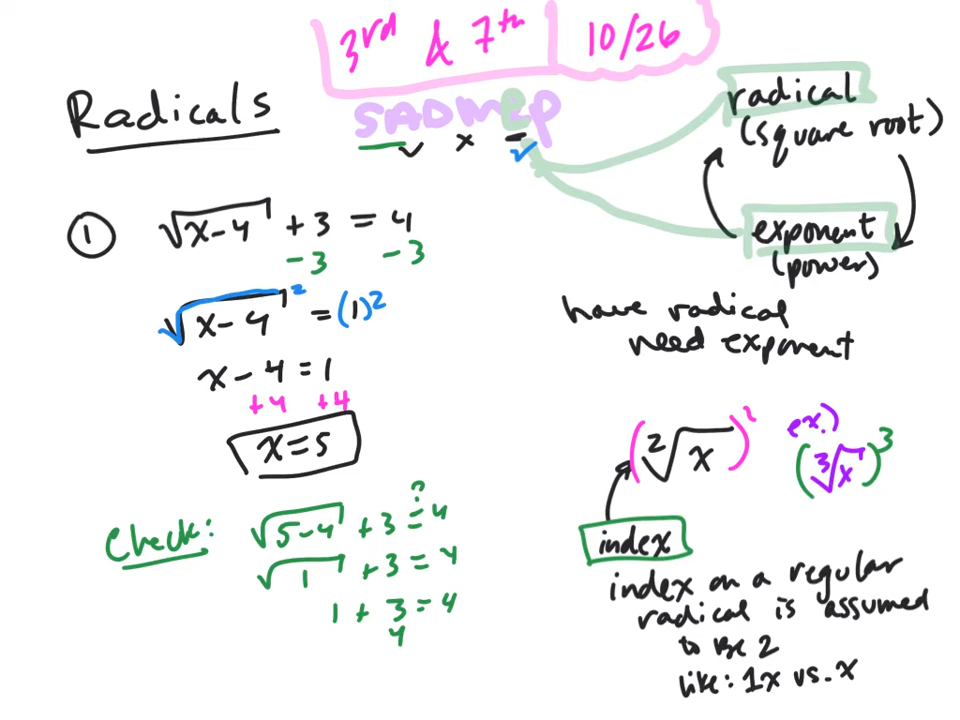 3rd & 7th 10/26
Radicals
SADMEP
radical
(square root)
exponent
(power)
have radical
need exponent
① √(x-4) + 3 = 4
-3 -3
√(x-4)² = (1)²
x - 4 = 1
+4 +4
x = 5
Check: √(5-4) + 3 ≟ 4
√1 + 3 = 4
1 + 3 = 4
4
(²√x)²
ex.) (³√x)³
index
index on a regular
radical is assumed
to be 2
like: 1x vs. x